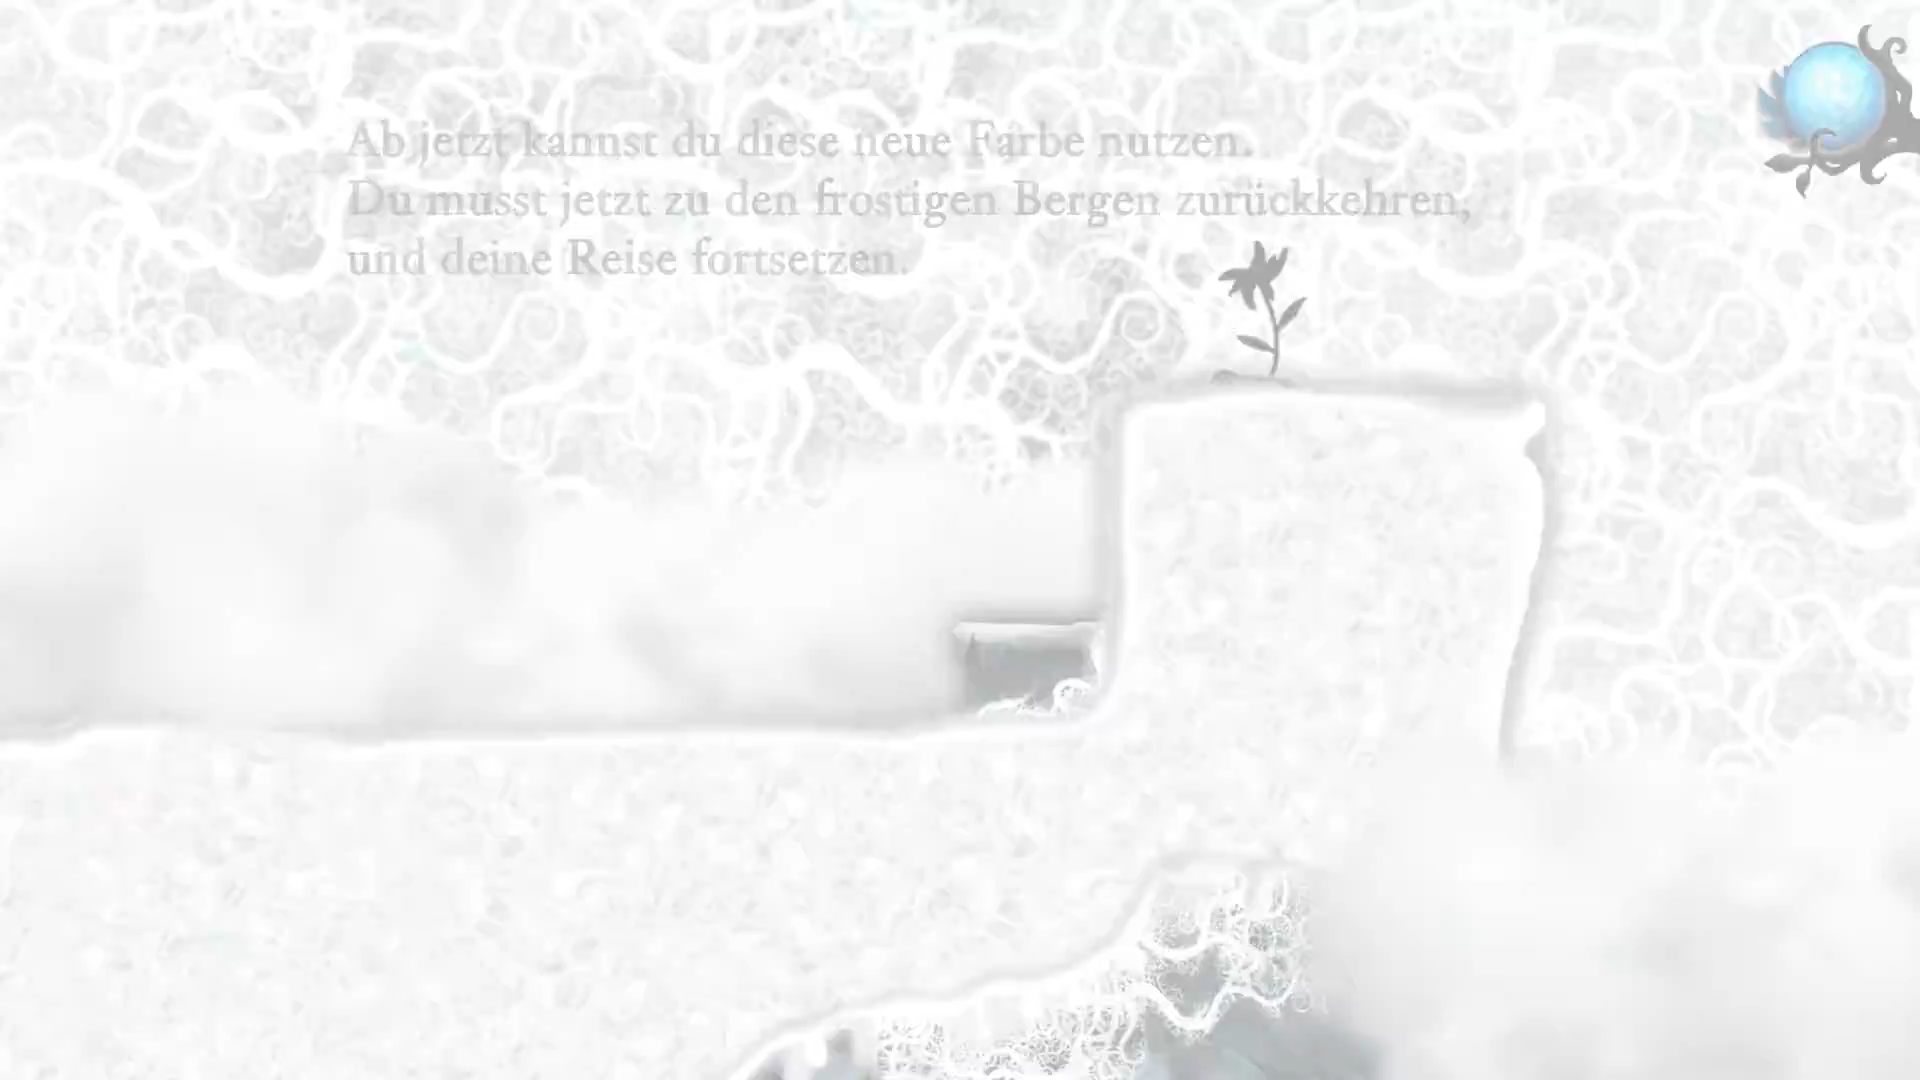 Ab jetzt kannst du diese neue Farbe nutzen.
Du musst jetzt zu den frostigen Bergen zurückkehren,
und deine Reise fortsetzen.